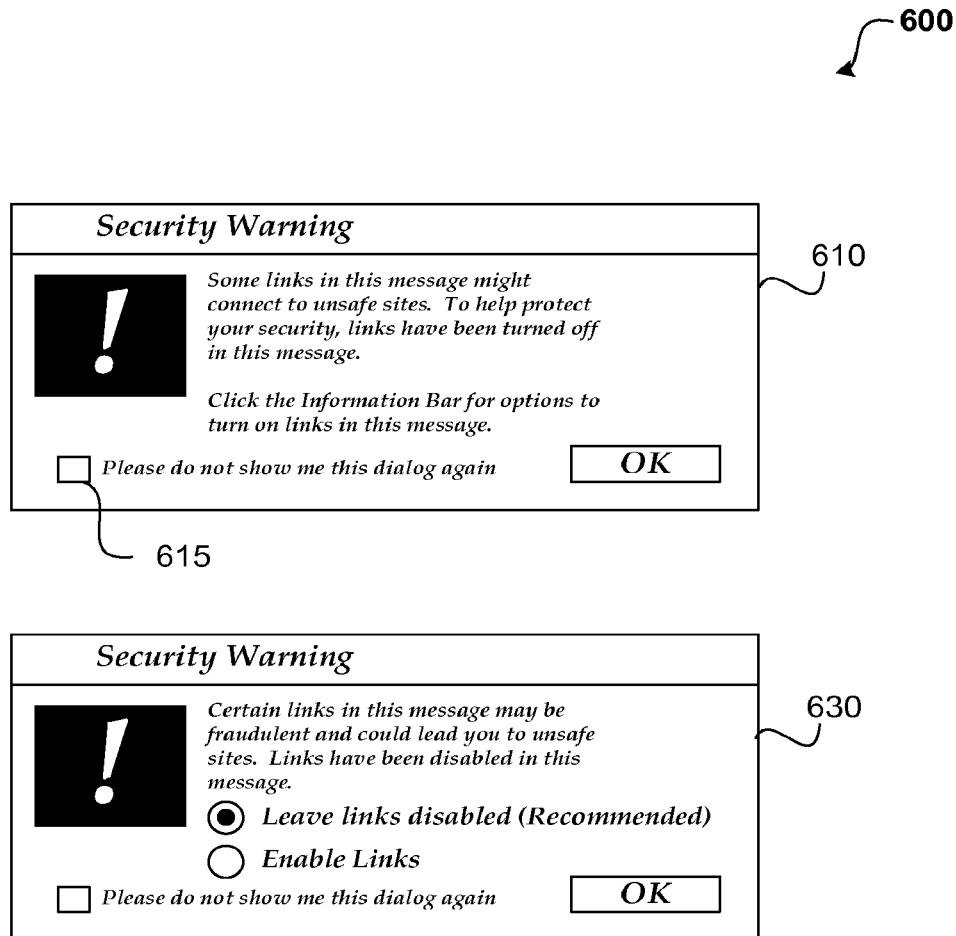 600
Security Warning
610
Some links in this message might
connect to unsafe sites.  To help protect
your security, links have been turned off
in this message.
Click the Information Bar for options to
turn on links in this message.
Please do not show me this dialog again
OK
615
Security Warning
630
Certain links in this message may be
fraudulent and could lead you to unsafe
sites.  Links have been disabled in this
message.
Leave links disabled (Recommended)
Enable Links
Please do not show me this dialog again
OK